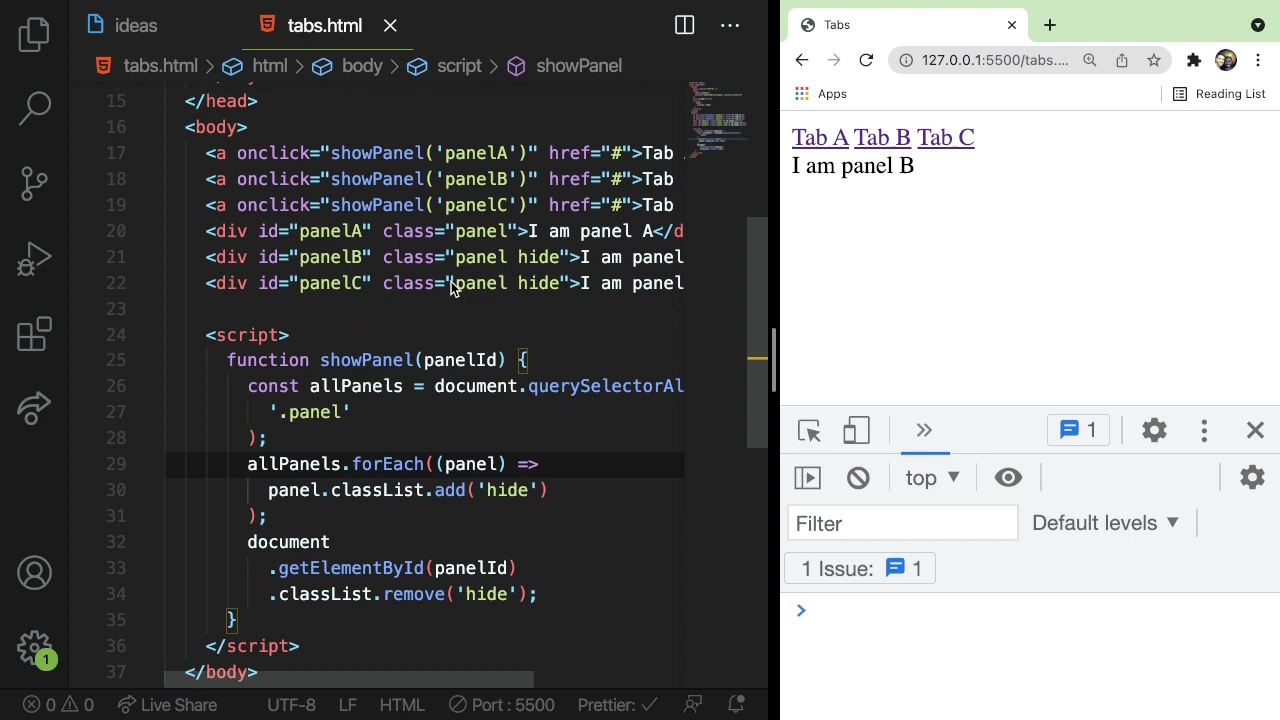 ideas
tabs.html
tabs.html > html > body > script > showPanel
15 </head>
16 <body>
17 <a onclick="showPanel('panelA')" href="#">Tab
18 <a onclick="showPanel('panelB')" href="#">Tab
19 <a onclick="showPanel('panelC')" href="#">Tab
20 <div id="panelA" class="panel">I am panel A</d
21 <div id="panelB" class="panel hide">I am panel
22 <div id="panelC" class="panel hide">I am panel
23
24 <script>
25 function showPanel(panelId) {
26 const allPanels = document.querySelectorAl
27 '.panel'
28 );
29 allPanels.forEach((panel) =>
30 panel.classList.add('hide')
31 );
32 document
33 .getElementById(panelId)
34 .classList.remove('hide');
35 }
36 </script>
37 </body>
1
0 0 Live Share UTF-8 LF HTML Port : 5500 Prettier:
Tabs
127.0.0.1:5500/tabs....
Apps Reading List
Tab A Tab B Tab C
I am panel B
1
top
Filter Default levels
1 Issue: 1